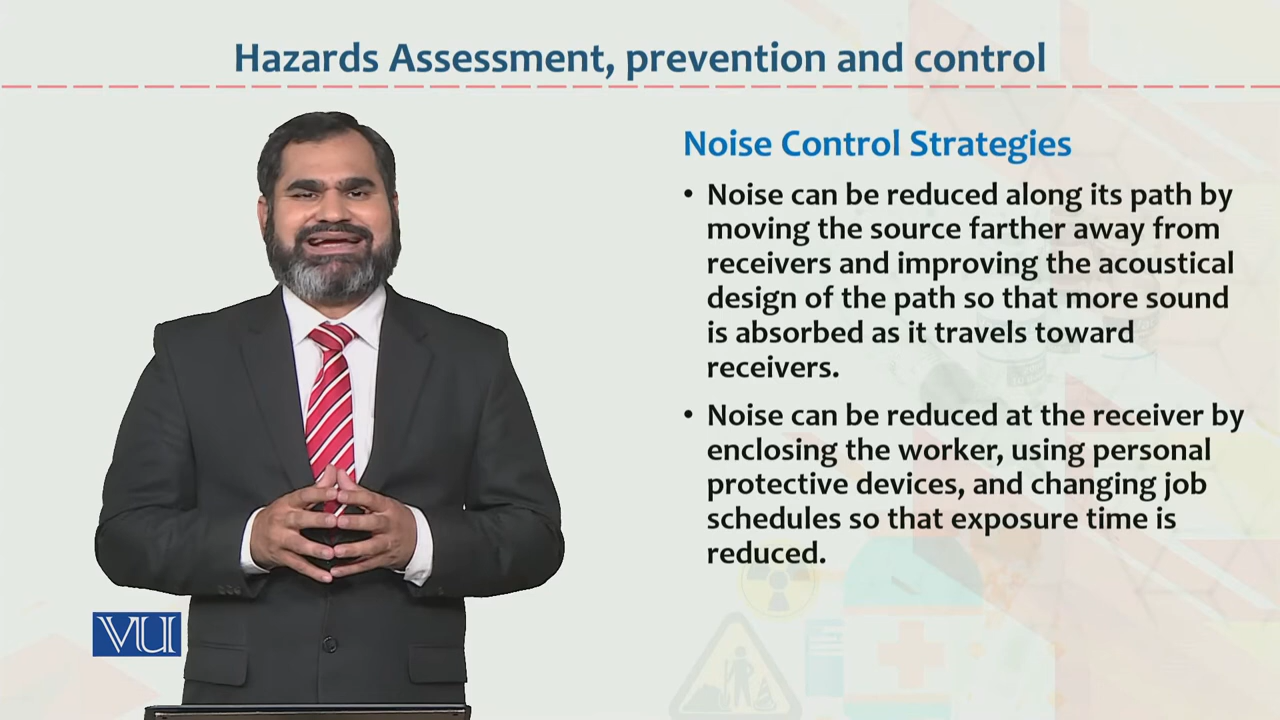 Hazards Assessment, prevention and control
Noise Control Strategies
• Noise can be reduced along its path by
moving the source farther away from
receivers and improving the acoustical
design of the path so that more sound
is absorbed as it travels toward
receivers.
• Noise can be reduced at the receiver by
enclosing the worker, using personal
protective devices, and changing job
schedules so that exposure time is
reduced.
VU